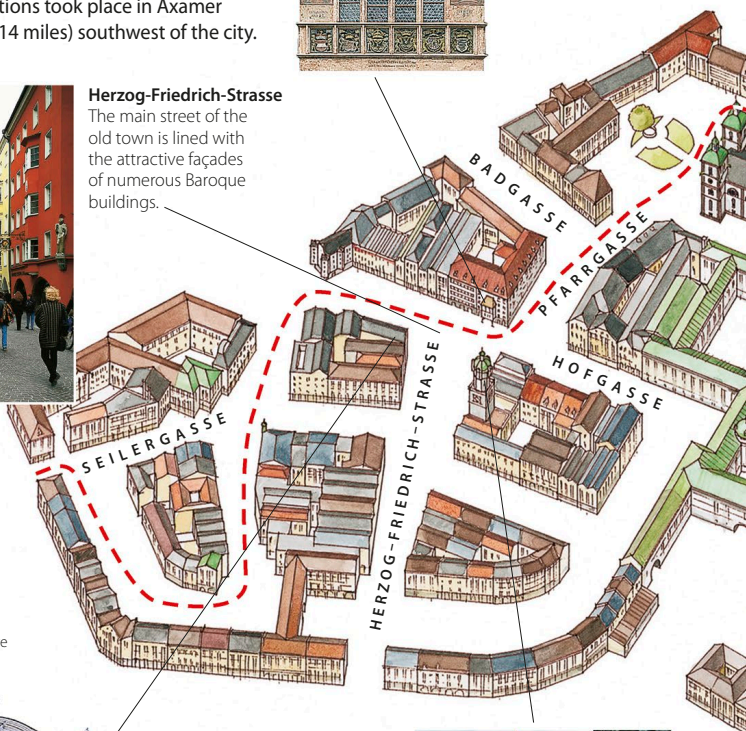 tions took place in Axamer
14 miles) southwest of the city.
Herzog-Friedrich-Strasse
The main street of the
old town is lined with
the attractive façades
of numerous Baroque
buildings.
BADGASSE
PFARRGASSE
HOFGASSE
SEILERGASSE
HERZOG-FRIEDRICH-STRASSE
e